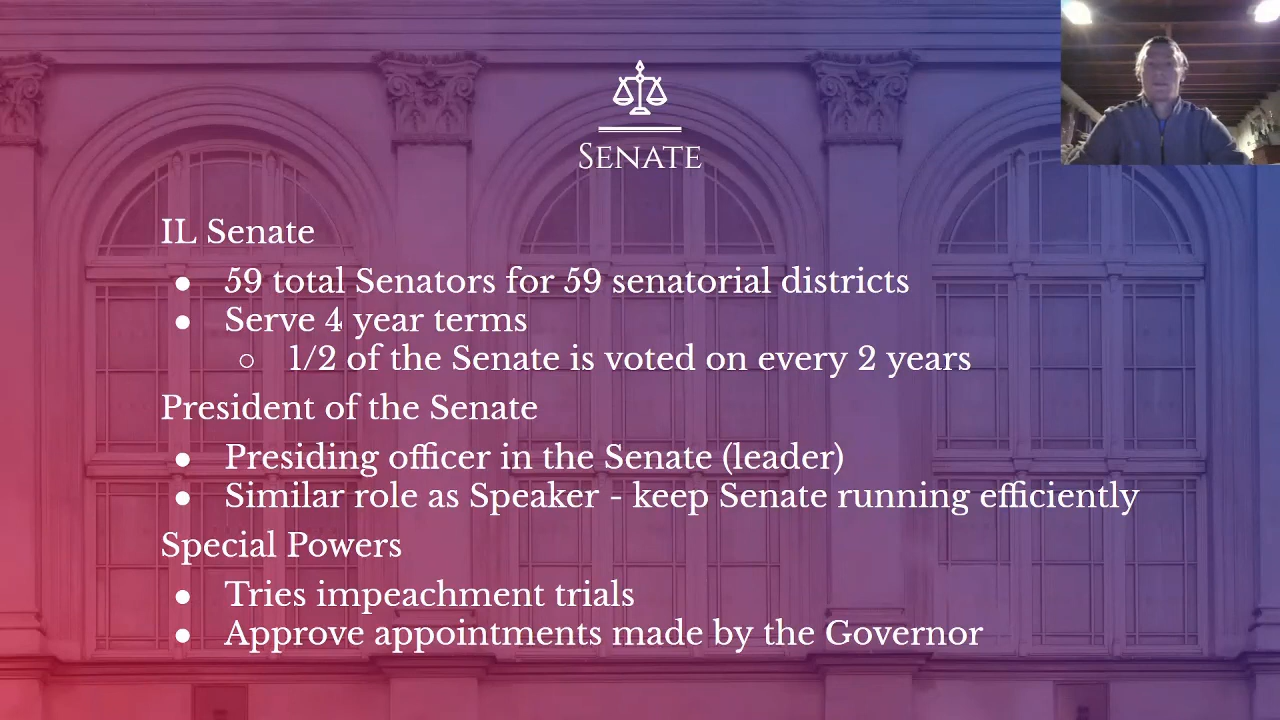 SENATE
IL Senate
● 59 total Senators for 59 senatorial districts
● Serve 4 year terms
○ 1/2 of the Senate is voted on every 2 years
President of the Senate
● Presiding officer in the Senate (leader)
● Similar role as Speaker - keep Senate running efficiently
Special Powers
● Tries impeachment trials
● Approve appointments made by the Governor